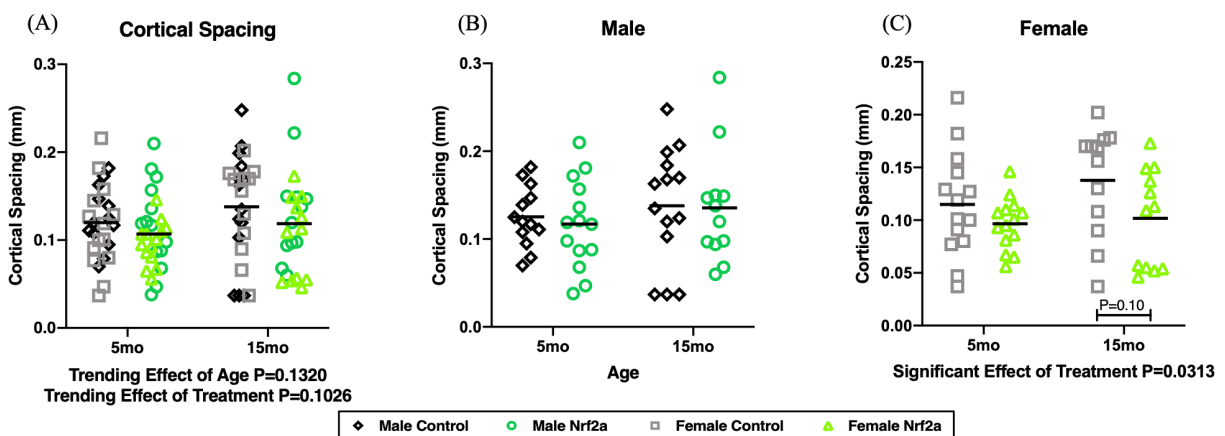 (A)
Cortical Spacing
Cortical Spacing (mm)
0.3
0.2
0.1
0.0
5mo
15mo
Trending Effect of Age P=0.1320
Trending Effect of Treatment P=0.1026
(B)
Male
Cortical Spacing (mm)
0.3
0.2
0.1
0.0
5mo
15mo
Age
(C)
Female
Cortical Spacing (mm)
0.25
0.20
0.15
0.10
0.05
0.00
P=0.10
5mo
15mo
Significant Effect of Treatment P=0.0313
Male Control
Male Nrf2a
Female Control
Female Nrf2a